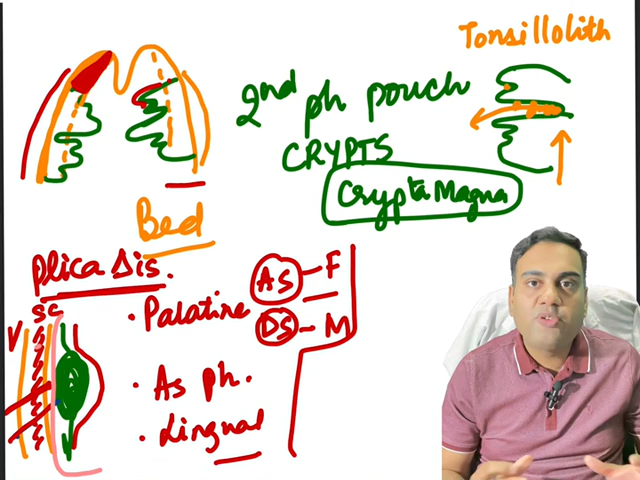 Tonsillolith
2nd ph pouch
CRYPTS
Crypta Magna
Bed
Plica Δis.
SC
V
· Palatine
· As ph.
· Lingual
AS - F
DS - M